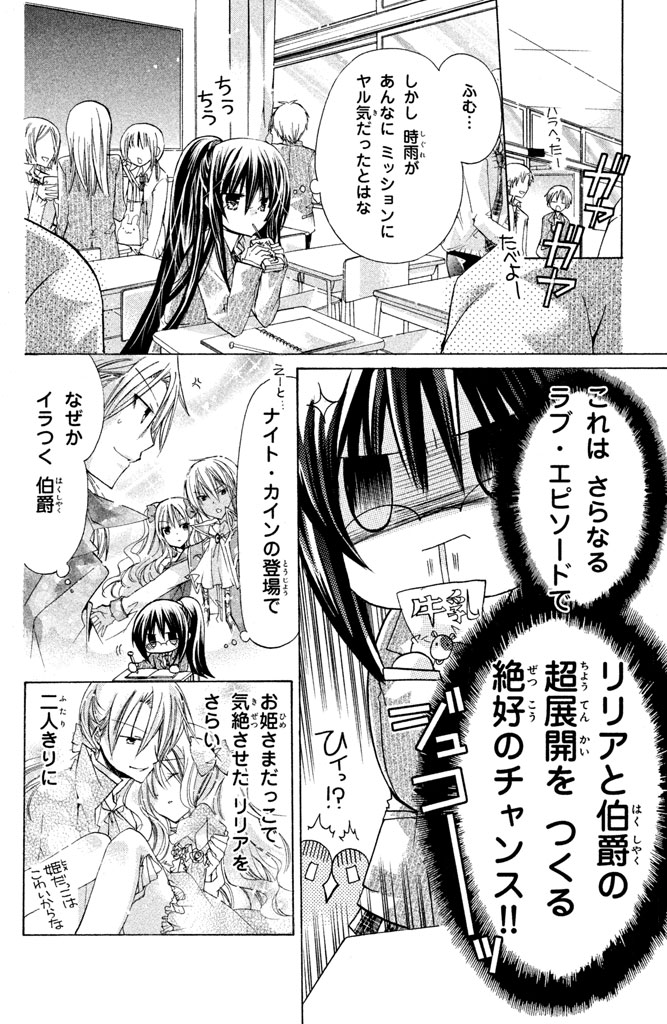 ふむ…
しかし 時雨が
あんなに ミッションに
ヤル気だったとはな
ハラへったー
ガヤ
ガヤ
たべよー
ちぅ
ちぅ
これは さらなる
ラブ・エピソードで
リリアと伯爵の
超展開を つくる
絶好のチャンス!!
牛乳
ジュコーーッ
ひィっ!?
えーと…
ナイト・カインの登場で
なぜか
イラつく 伯爵
お姫さまだっこで
気絶させた リリアを
さらい
二人きりに
姫だっこは
こわいからな